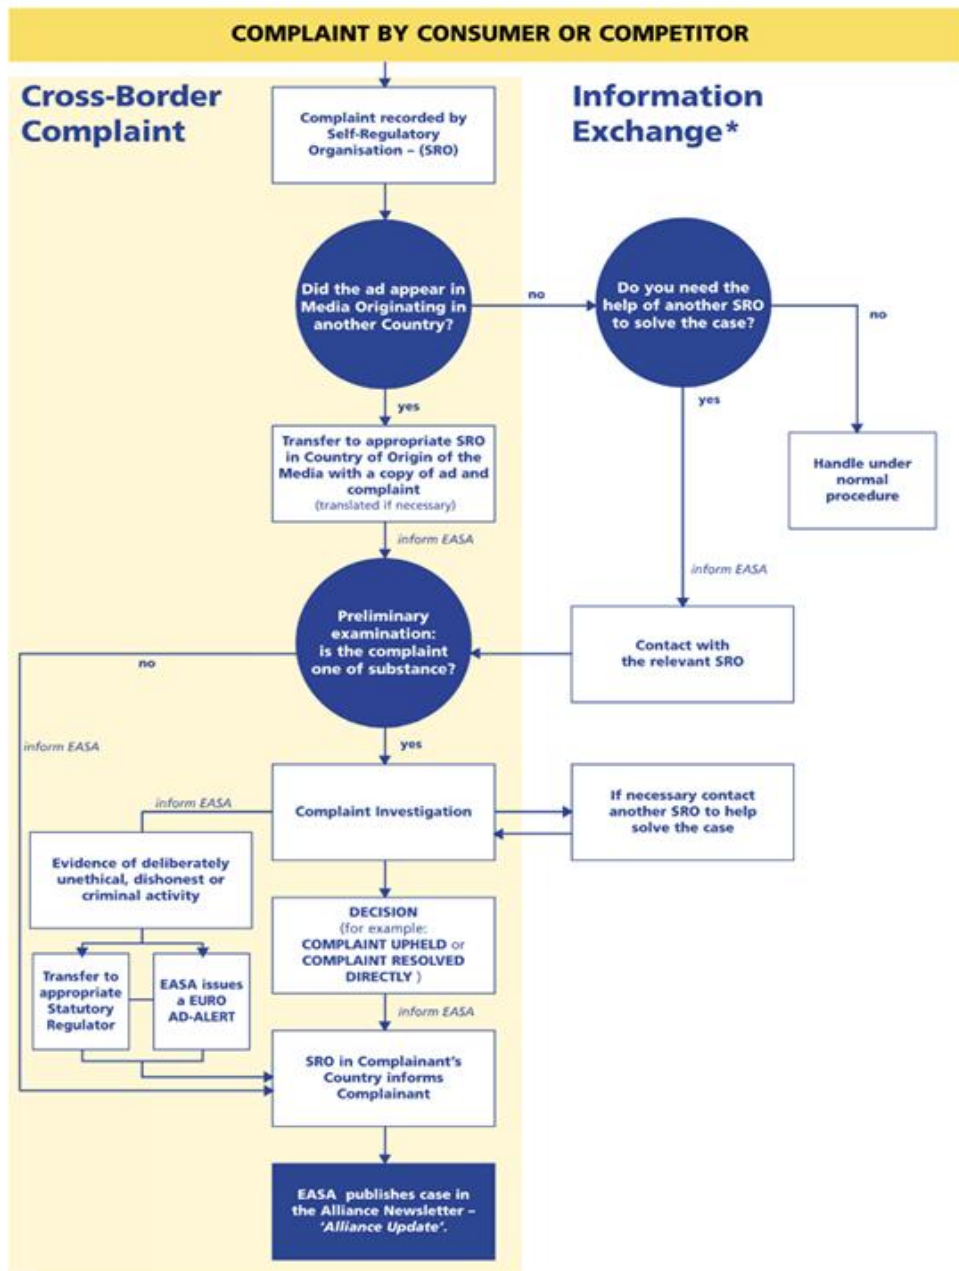 COMPLAINT BY CONSUMER OR COMPETITOR
Cross-Border
Complaint
Information
Exchange*
Complaint recorded by
Self-Regulatory
Organisation – (SRO)
Did the ad appear in
Media Originating in
another Country?
no
Do you need the
help of another SRO
to solve the case?
no
yes
yes
Transfer to appropriate SRO
in Country of Origin of the
Media with a copy of ad and
complaint
(translated if necessary)
Handle under
normal
procedure
inform EASA
inform EASA
Preliminary
examination:
is the complaint
one of substance?
Contact with
the relevant SRO
no
inform EASA
yes
inform EASA
Complaint Investigation
If necessary contact
another SRO to help
solve the case
Evidence of deliberately
unethical, dishonest or
criminal activity
DECISION
(for example:
COMPLAINT UPHELD or
COMPLAINT RESOLVED
DIRECTLY )
Transfer to
appropriate
Statutory
Regulator
EASA issues
a EURO
AD-ALERT
inform EASA
SRO in Complainant's
Country informs
Complainant
EASA publishes case in
the Alliance Newsletter –
'Alliance Update'.